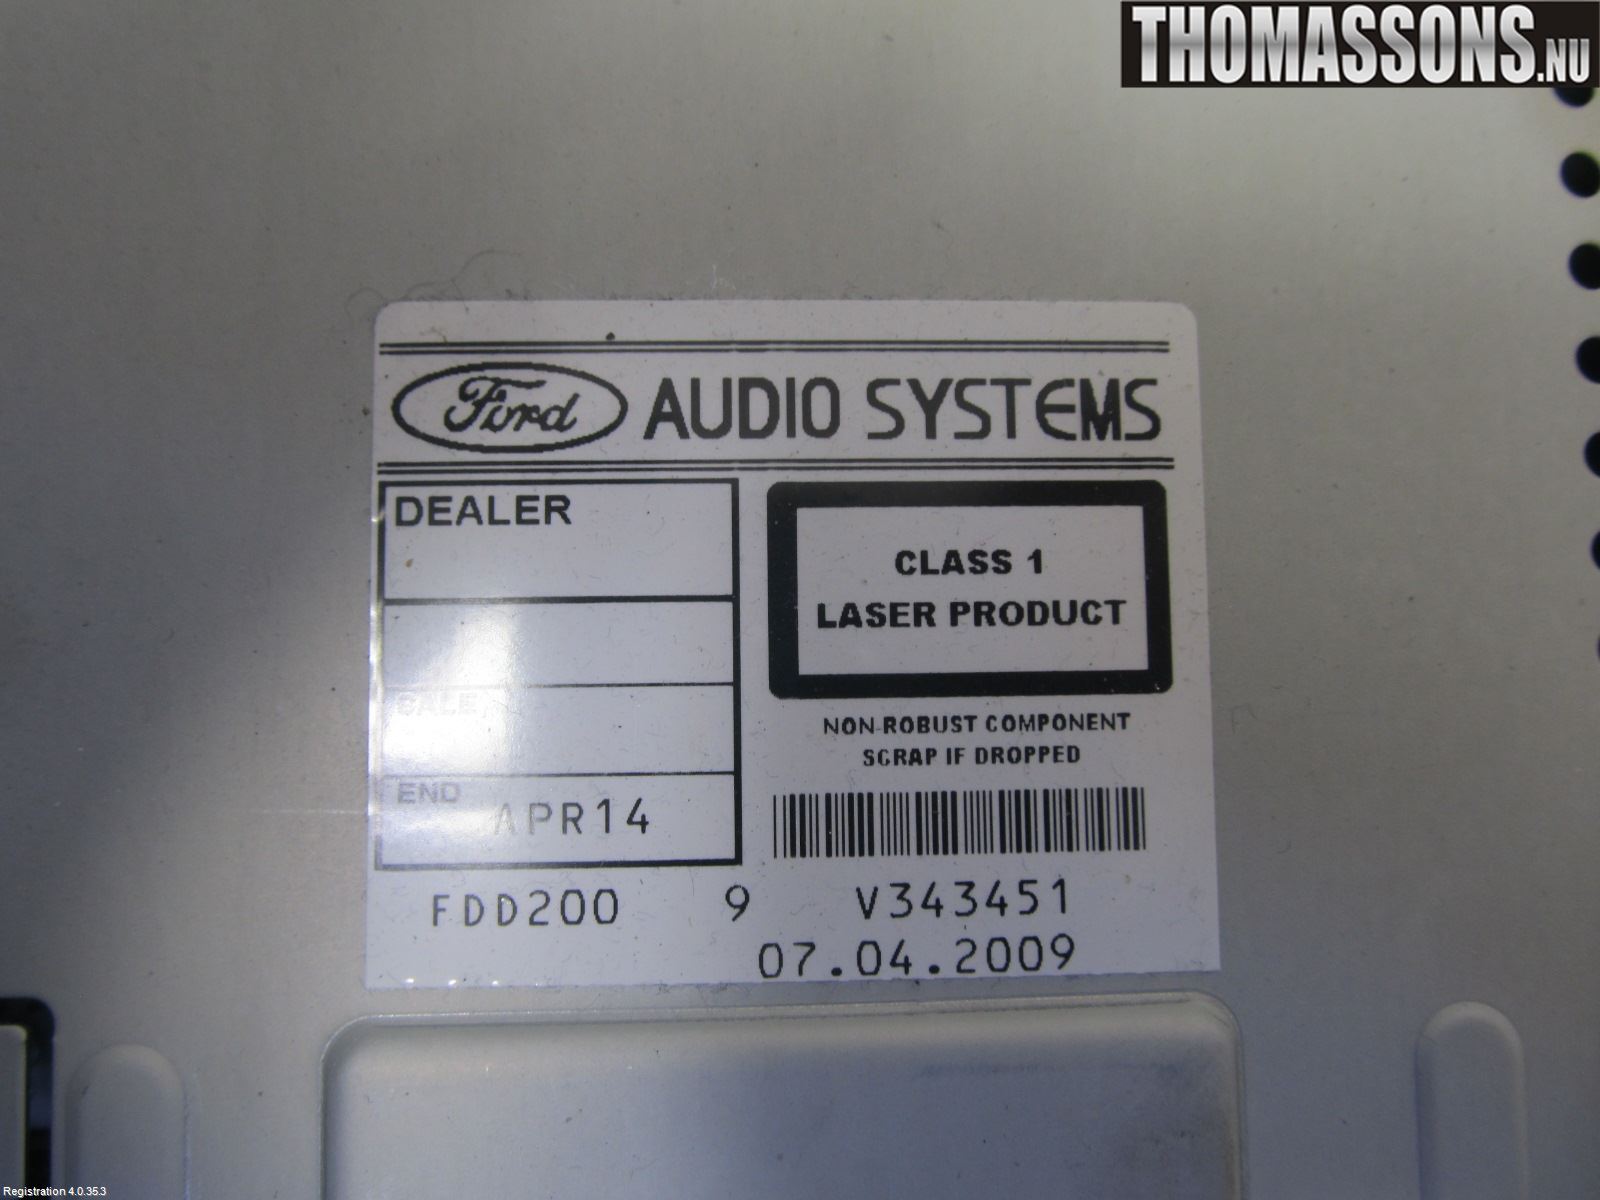 THOMASSONS.NU
Ford AUDIO SYSTEMS
DEALER
CLASS 1
LASER PRODUCT
SALE
NON-ROBUST COMPONENT
SCRAP IF DROPPED
END APR14
FDD200 9 V343451
07.04.2009
Registration 4.0.35.3